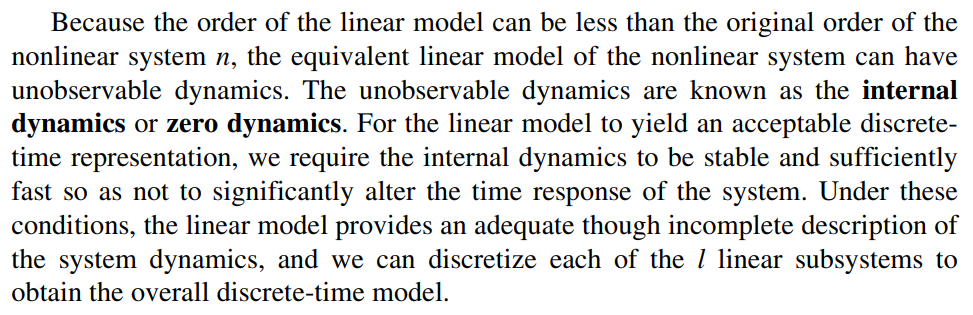 Because the order of the linear model can be less than the original order of the
nonlinear system n, the equivalent linear model of the nonlinear system can have
unobservable dynamics. The unobservable dynamics are known as the internal
dynamics or zero dynamics. For the linear model to yield an acceptable discrete-
time representation, we require the internal dynamics to be stable and sufficiently
fast so as not to significantly alter the time response of the system. Under these
conditions, the linear model provides an adequate though incomplete description of
the system dynamics, and we can discretize each of the l linear subsystems to
obtain the overall discrete-time model.